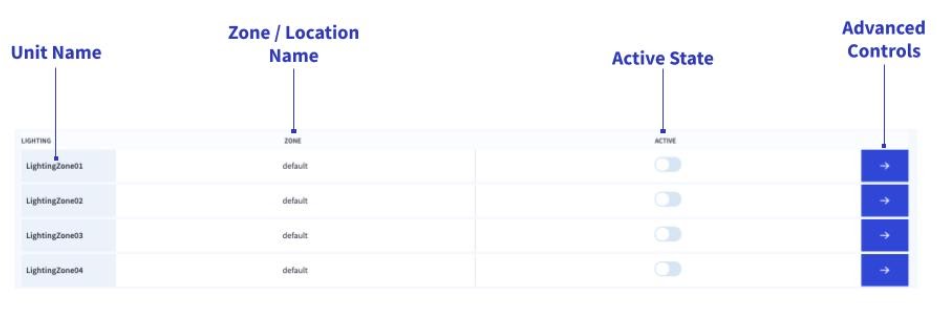 Unit Name
Zone / Location
Name
Active State
Advanced
Controls
LIGHTING ZONE ACTIVE
LightingZone01 default
LightingZone02 default
LightingZone03 default
LightingZone04 default